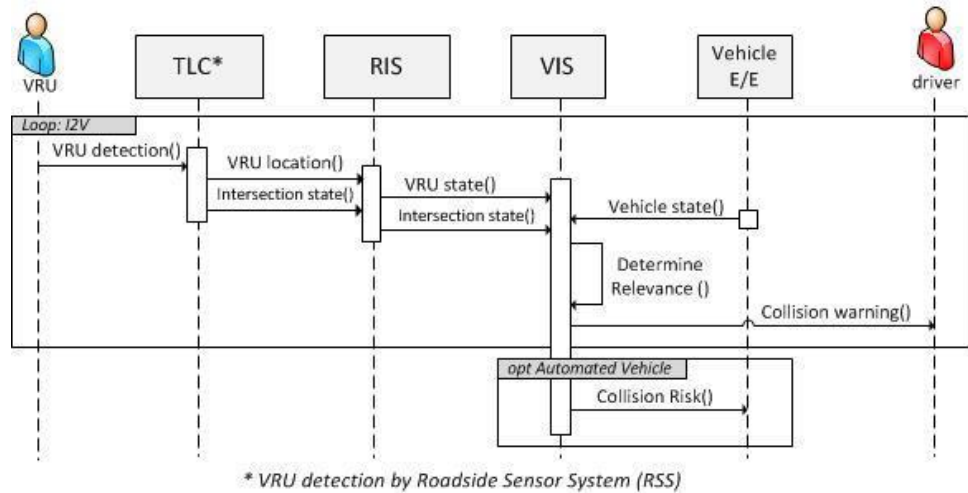 VRU
TLC*
RIS
VIS
Vehicle
E/E
driver
Loop: I2V
VRU detection()
VRU location()
Intersection state()
VRU state()
Intersection state()
Vehicle state()
Determine
Relevance ()
Collision warning()
opt Automated Vehicle
Collision Risk()
* VRU detection by Roadside Sensor System (RSS)